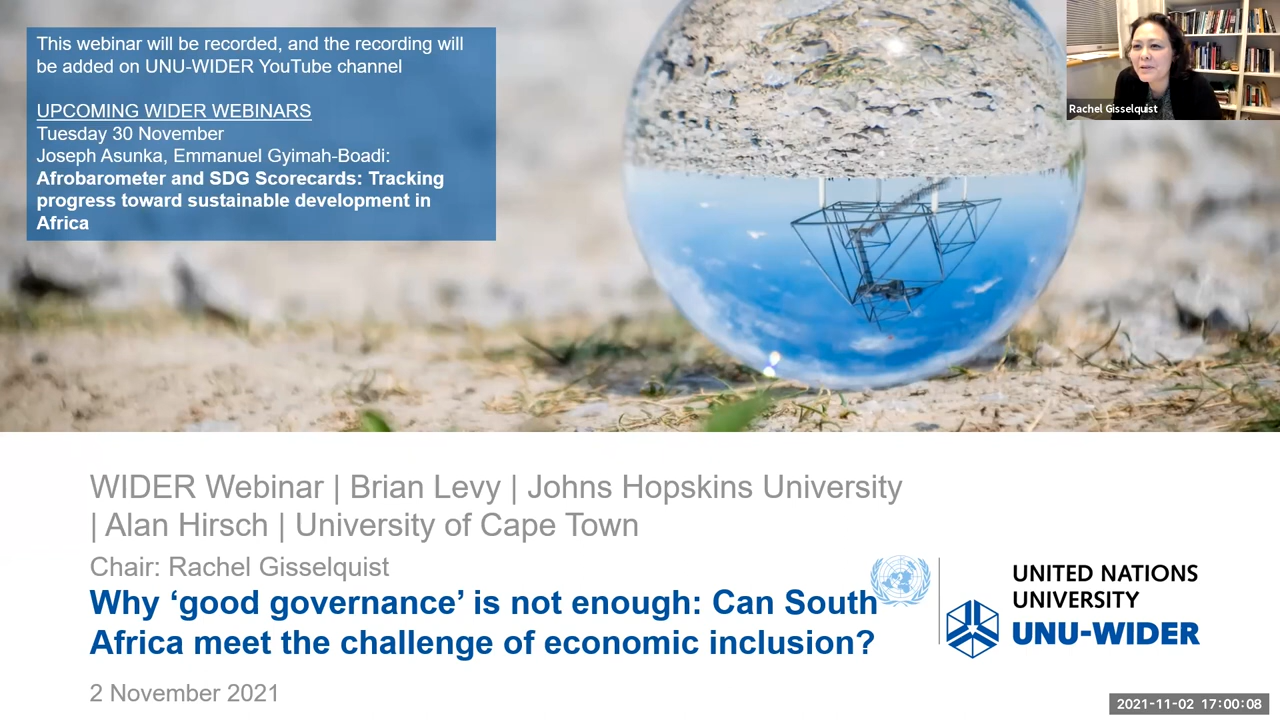 This webinar will be recorded, and the recording will
be added on UNU-WIDER YouTube channel
UPCOMING WIDER WEBINARS
Tuesday 30 November
Joseph Asunka, Emmanuel Gyimah-Boadi:
Afrobarometer and SDG Scorecards: Tracking
progress toward sustainable development in
Africa
Rachel Gisselquist
WIDER Webinar | Brian Levy | Johns Hopskins University
| Alan Hirsch | University of Cape Town
Chair: Rachel Gisselquist
Why ‘good governance’ is not enough: Can South
Africa meet the challenge of economic inclusion?
2 November 2021
UNITED NATIONS
UNIVERSITY
UNU-WIDER
2021-11-02 17:00:08